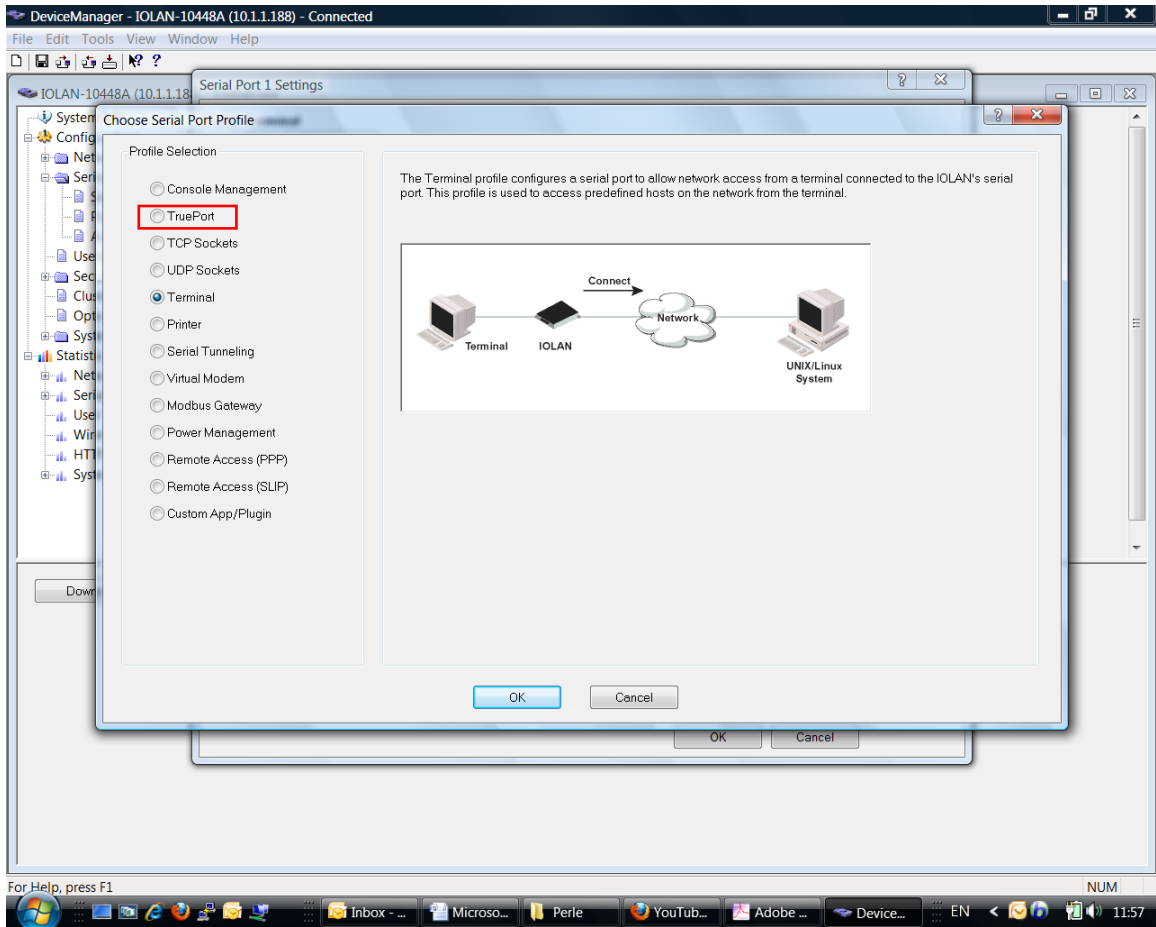 DeviceManager - IOLAN-10448A (10.1.1.188) - Connected
File Edit Tools View Window Help
Serial Port 1 Settings
IOLAN-10448A (10.1.1.18
Choose Serial Port Profile
System
Config
Net
Seri
S
P
A
Use
Sec
Clus
Opt
Syst
Statisti
Net
Seri
Use
Wir
HTT
Syst
Down
Profile Selection
Console Management
TruePort
TCP Sockets
UDP Sockets
Terminal
Printer
Serial Tunneling
Virtual Modem
Modbus Gateway
Power Management
Remote Access (PPP)
Remote Access (SLIP)
Custom App/Plugin
The Terminal profile configures a serial port to allow network access from a terminal connected to the IOLAN's serial
port. This profile is used to access predefined hosts on the network from the terminal.
Connect
Network
Terminal
IOLAN
UNIX/Linux
System
OK
Cancel
OK
Cancel
For Help, press F1
NUM
Inbox - ...
Microso...
Perle
YouTub...
Adobe ...
Device...
EN
11:57